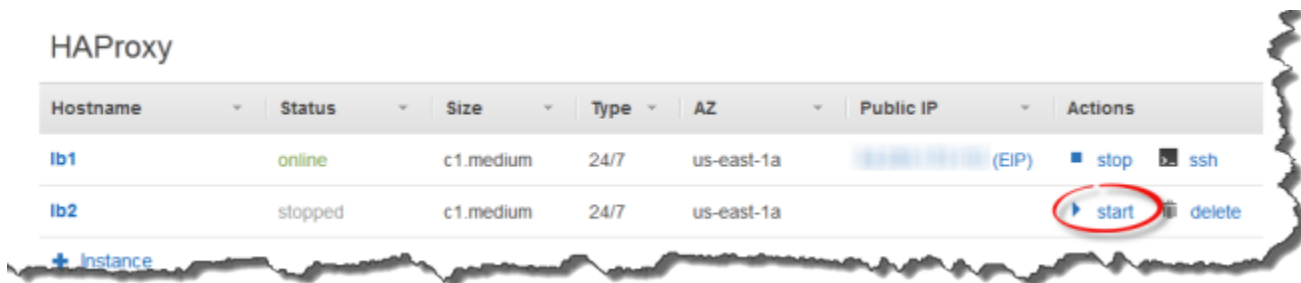 HAProxy
Hostname Status Size Type AZ Public IP Actions
lb1 online c1.medium 24/7 us-east-1a (EIP) stop ssh
lb2 stopped c1.medium 24/7 us-east-1a start delete
Instance